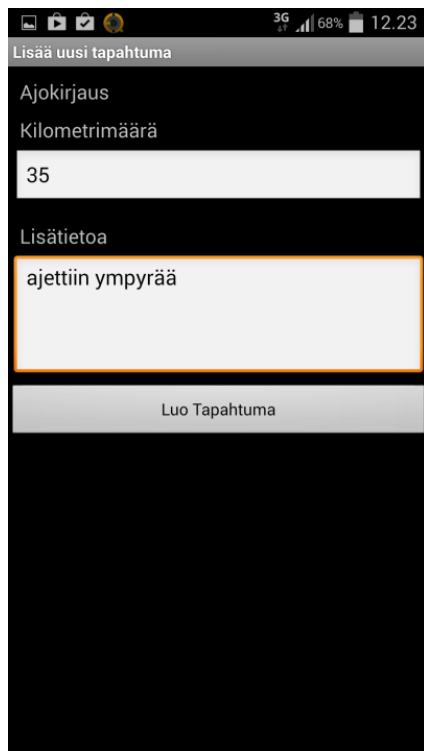 3G 68% 12.23
Lisää uusi tapahtuma
Ajokirjaus
Kilometrimäärä
35
Lisätietoa
ajettiin ympyrää
Luo Tapahtuma